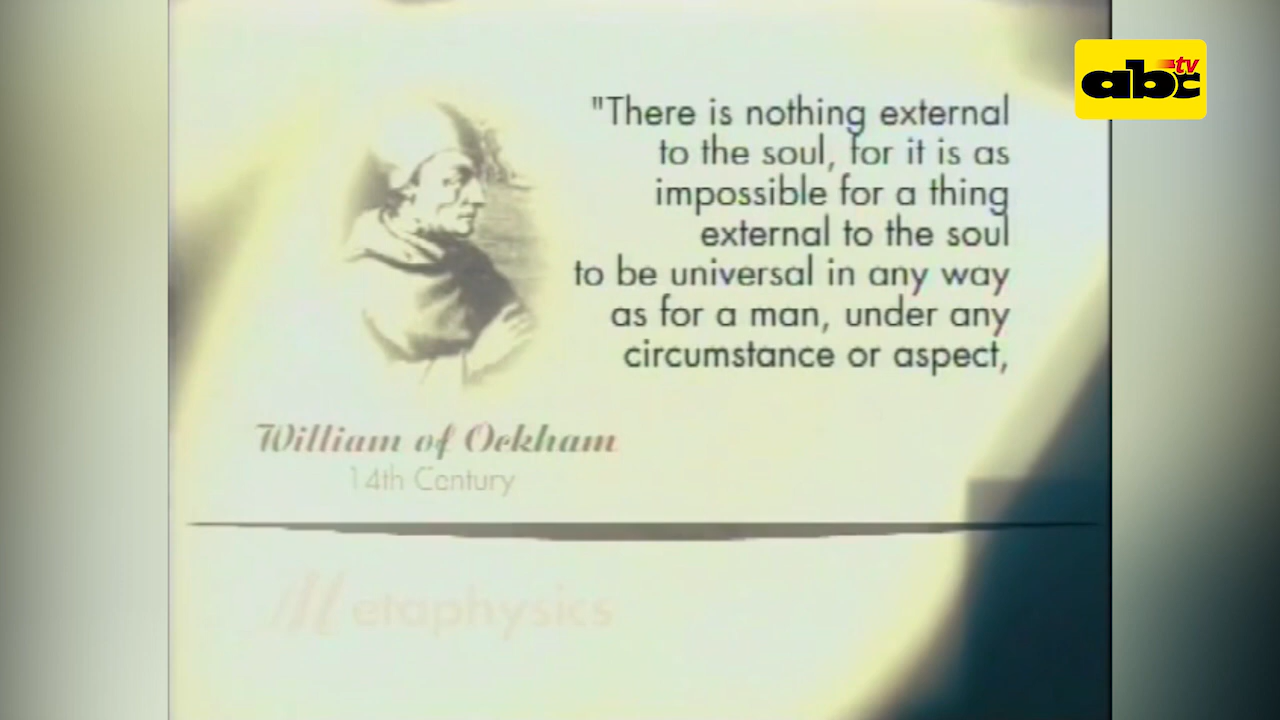 abc tv
"There is nothing external
to the soul, for it is as
impossible for a thing
external to the soul
to be universal in any way
as for a man, under any
circumstance or aspect,
William of Ockham
14th Century
Metaphysics